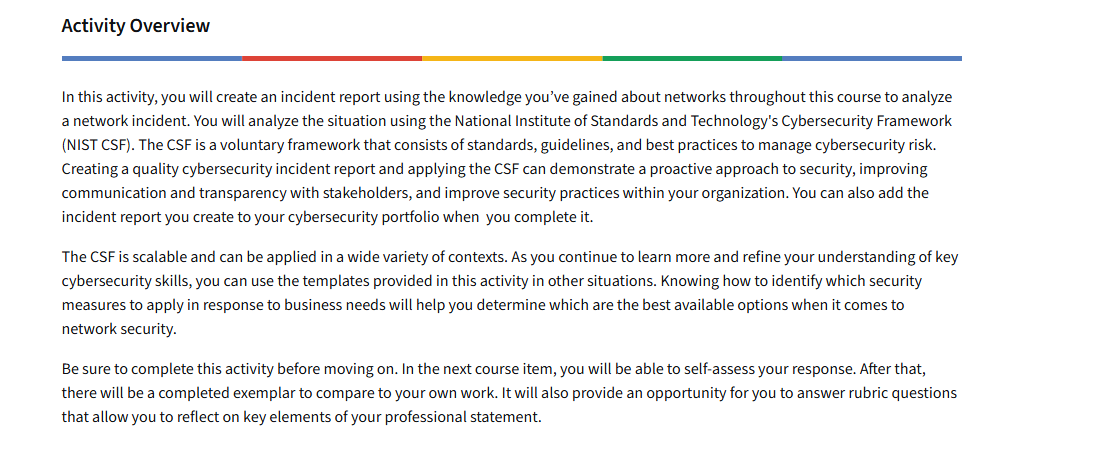 Activity Overview
In this activity, you will create an incident report using the knowledge you’ve gained about networks throughout this course to analyze
a network incident. You will analyze the situation using the National Institute of Standards and Technology's Cybersecurity Framework
(NIST CSF). The CSF is a voluntary framework that consists of standards, guidelines, and best practices to manage cybersecurity risk.
Creating a quality cybersecurity incident report and applying the CSF can demonstrate a proactive approach to security, improving
communication and transparency with stakeholders, and improve security practices within your organization. You can also add the
incident report you create to your cybersecurity portfolio when  you complete it.
The CSF is scalable and can be applied in a wide variety of contexts. As you continue to learn more and refine your understanding of key
cybersecurity skills, you can use the templates provided in this activity in other situations. Knowing how to identify which security
measures to apply in response to business needs will help you determine which are the best available options when it comes to
network security.
Be sure to complete this activity before moving on. In the next course item, you will be able to self-assess your response. After that,
there will be a completed exemplar to compare to your own work. It will also provide an opportunity for you to answer rubric questions
that allow you to reflect on key elements of your professional statement.